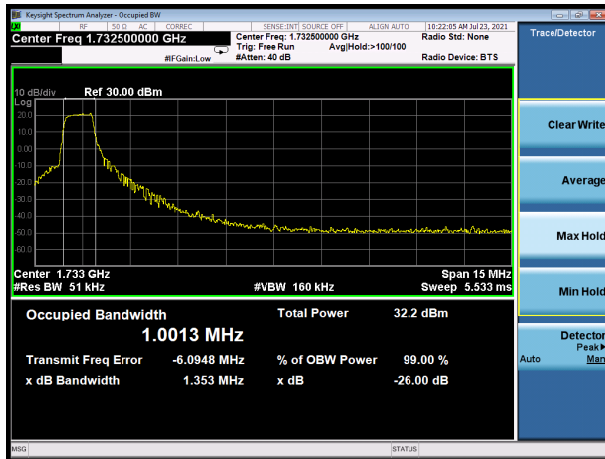 Keysight Spectrum Analyzer - Occupied BW
RF 50 Ω AC CORREC SENSE:INT SOURCE OFF ALIGN AUTO 10:22:05 AM Jul 23, 2021
Center Freq 1.732500000 GHz
Center Freq: 1.732500000 GHz
Radio Std: None
Trig: Free Run Avg|Hold:>100/100
#IFGain:Low
#Atten: 40 dB
Radio Device: BTS
10 dB/div Ref 30.00 dBm
Log
20.0
10.0
0.00
-10.0
-20.0
-30.0
-40.0
-50.0
-60.0
Center 1.733 GHz
Span 15 MHz
#Res BW 51 kHz
#VBW 160 kHz
Sweep 5.533 ms
Occupied Bandwidth
1.0013 MHz
Total Power 32.2 dBm
Transmit Freq Error -6.0948 MHz
% of OBW Power 99.00 %
x dB Bandwidth 1.353 MHz
x dB -26.00 dB
MSG
STATUS
Trace/Detector
Clear Write
Average
Max Hold
Min Hold
Detector
Peak▶
Auto Man